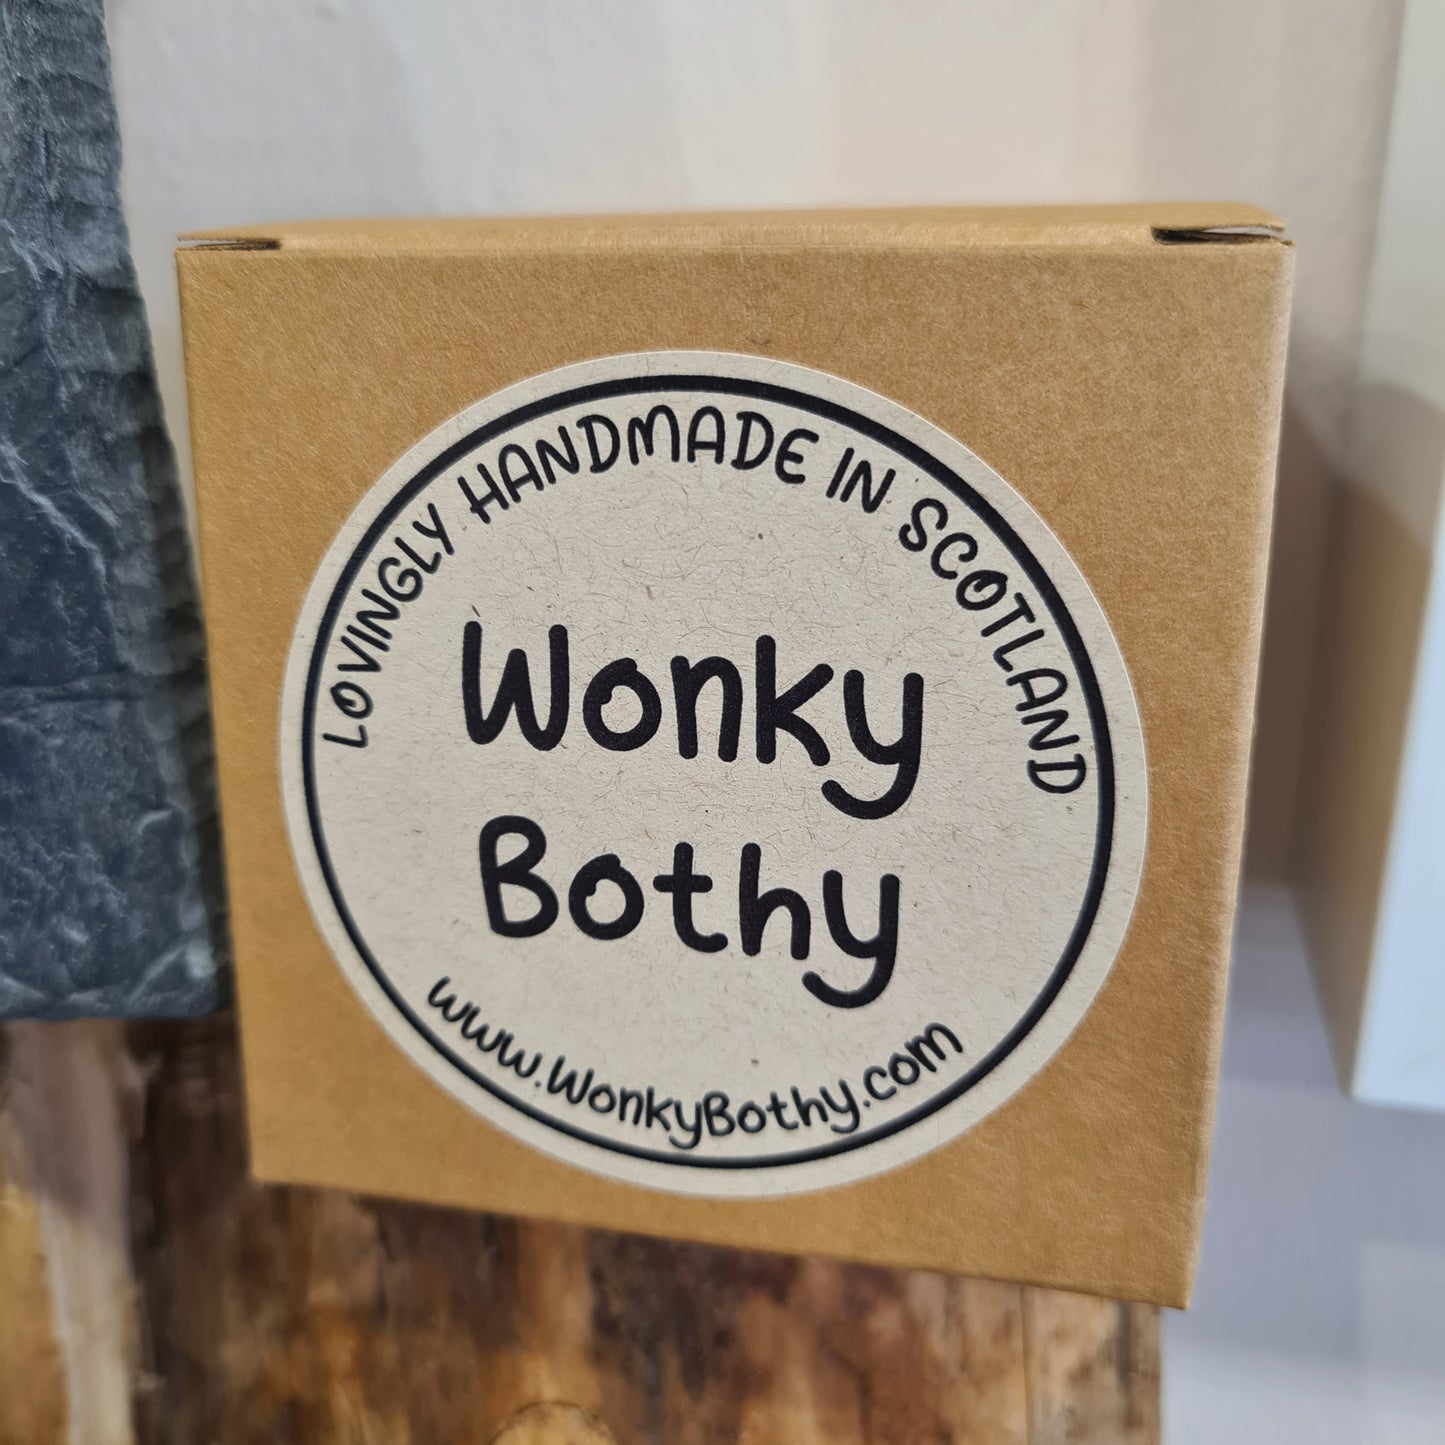 LOVINGLY HANDMADE IN SCOTLAND
Wonky
Bothy
www.WonkyBothy.com